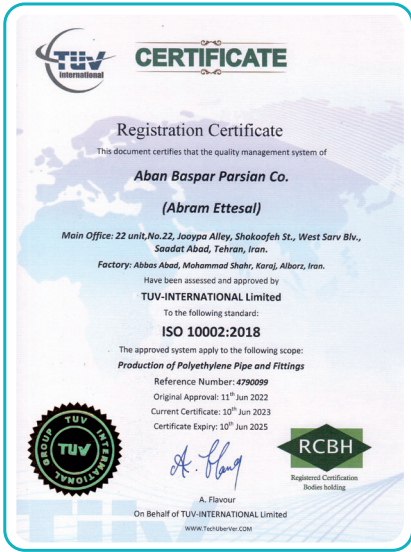 TÜV
International
CERTIFICATE
Registration Certificate
This document certifies that the quality management system of
Aban Baspar Parsian Co.
(Abram Ettesal)
Main Office: 22 unit,No.22, Jooypa Alley, Shokoofeh St., West Sarv Blv.,
Saadat Abad, Tehran, Iran.
Factory: Abbas Abad, Mohammad Shahr, Karaj, Alborz, Iran.
Have been assessed and approved by
TUV-INTERNATIONAL Limited
To the following standard:
ISO 10002:2018
The approved system apply to the following scope:
Production of Polyethylene Pipe and Fittings
Reference Number: 4790099
Original Approval: 11th Jun 2022
Current Certificate: 10th Jun 2023
Certificate Expiry: 10th Jun 2025
TUV INTERNATIONAL GROUP
TUV
RCBH
Registered Certification
Bodies holding
A. Flavour
On Behalf of TUV-INTERNATIONAL Limited
www.TechUberVer.COM